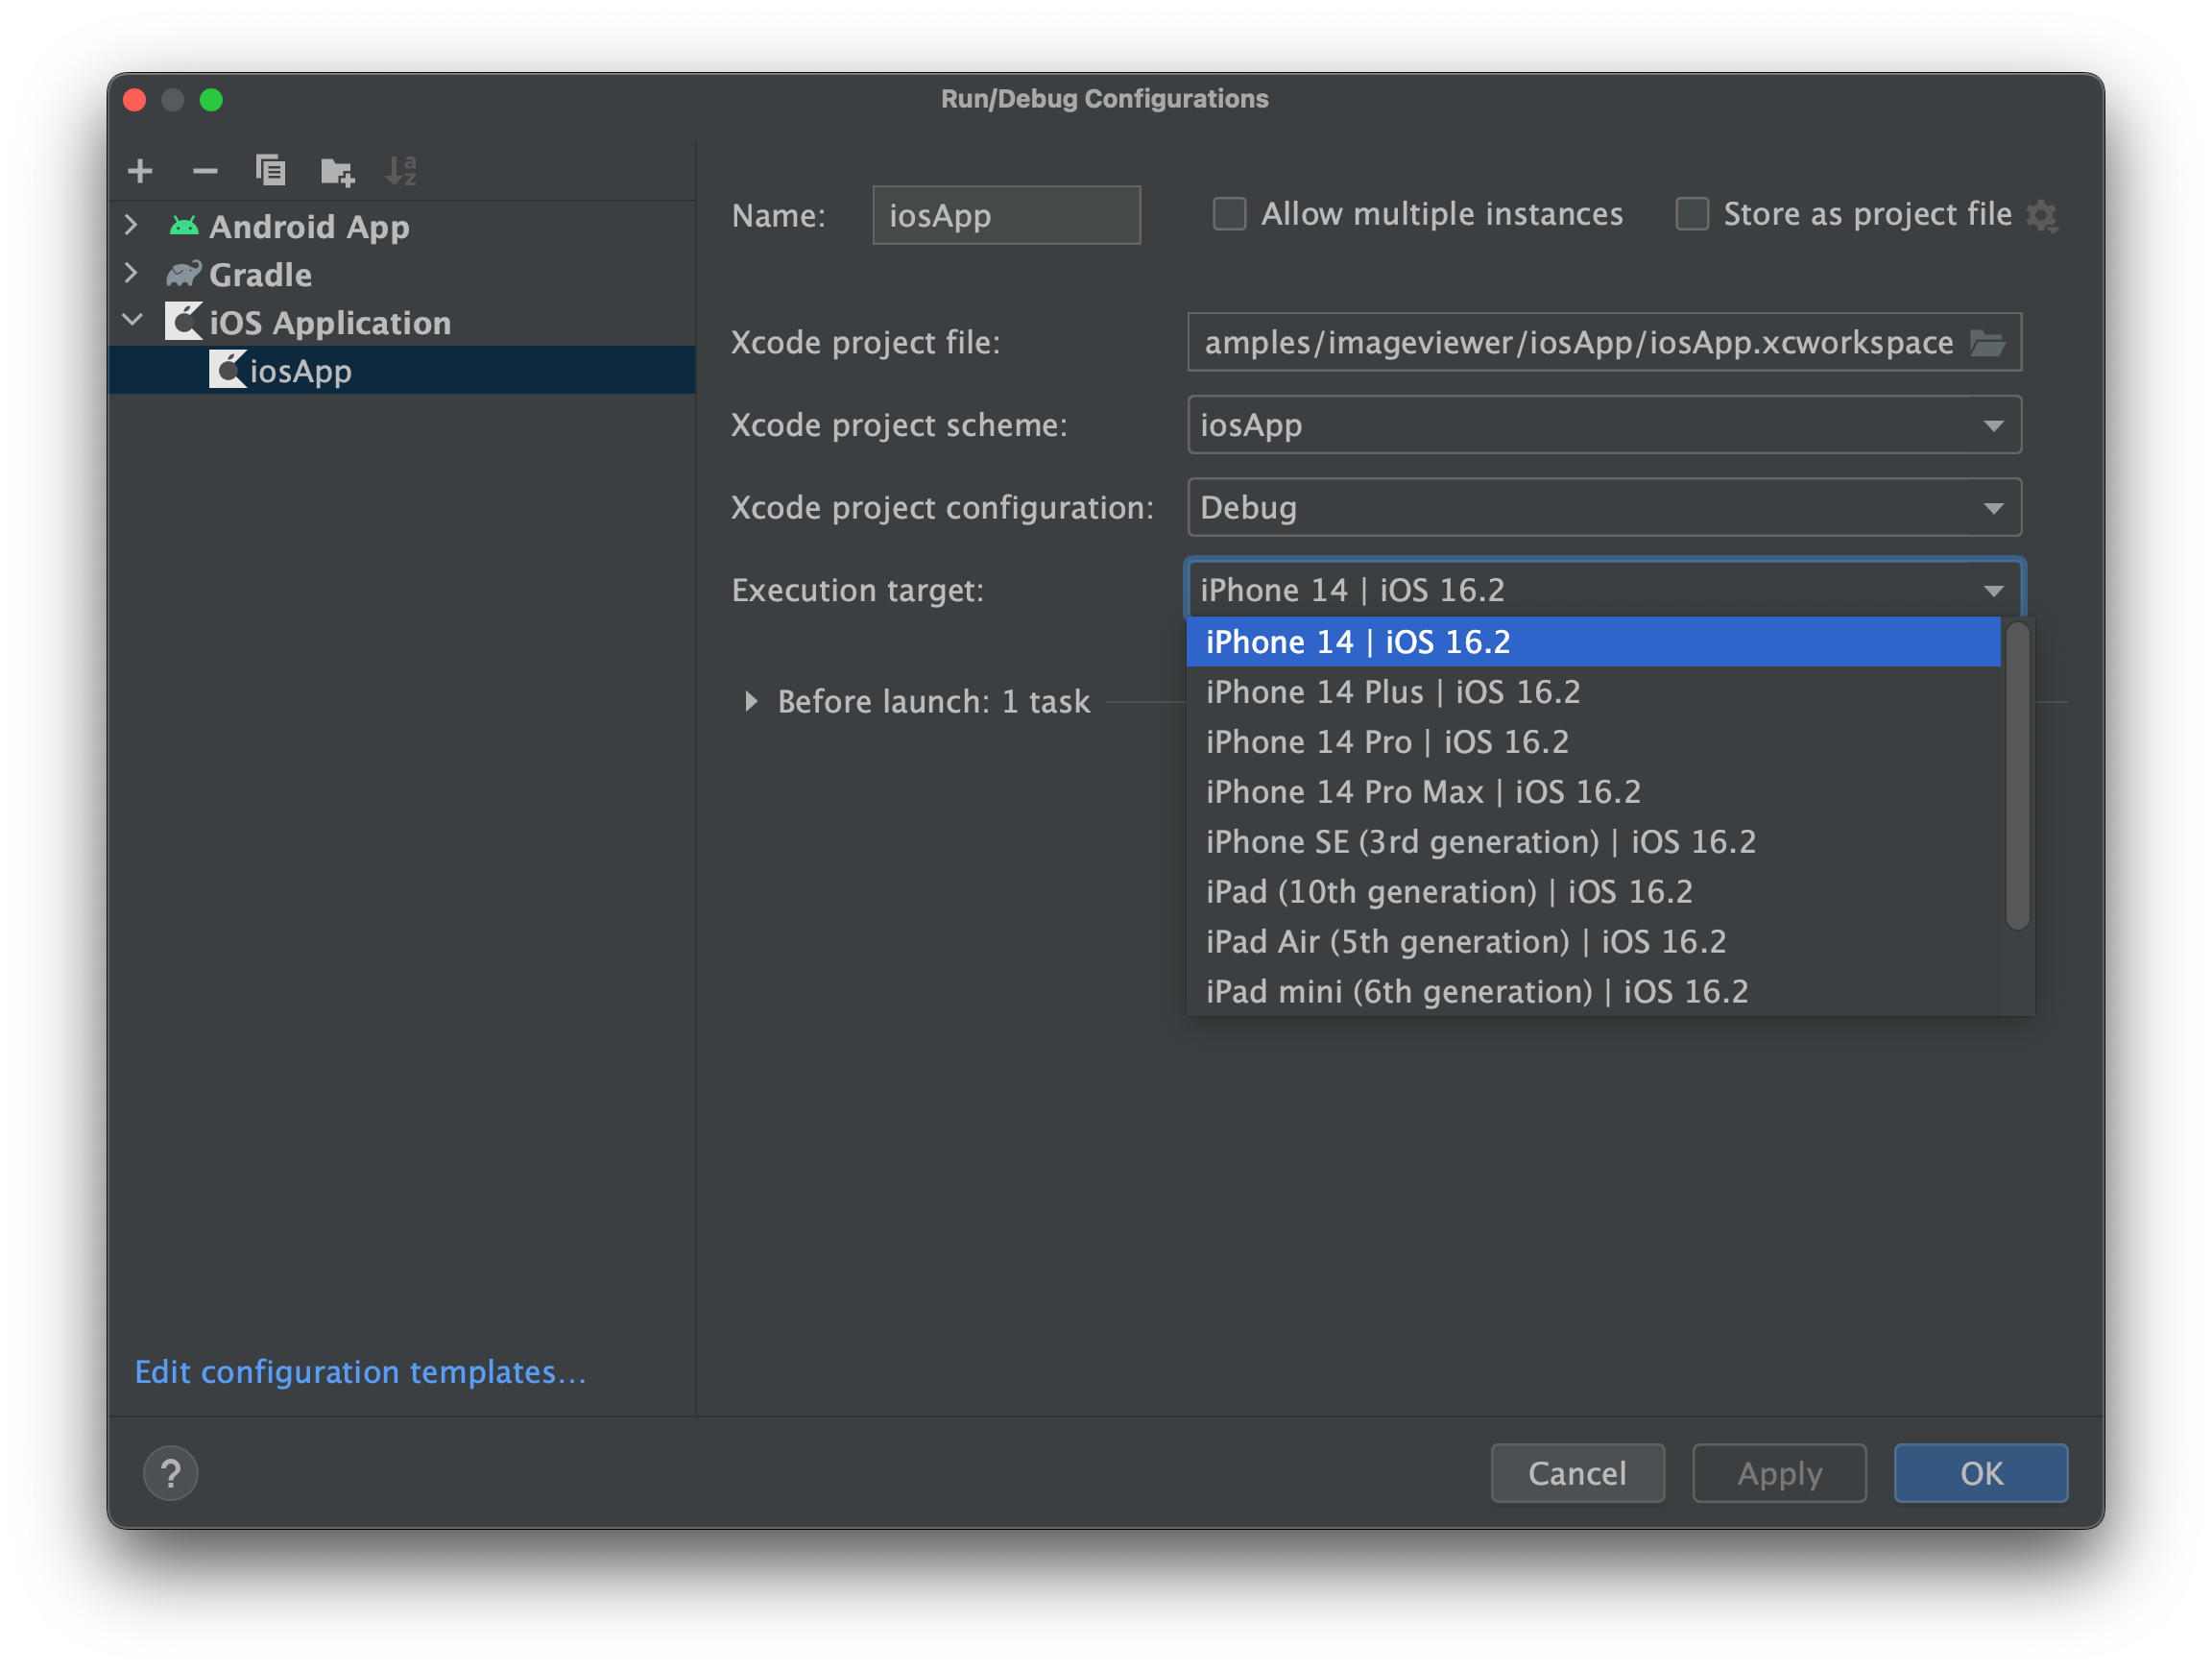 Run/Debug Configurations
Android App
Gradle
iOS Application
iosApp
Edit configuration templates...
Name: iosApp Allow multiple instances Store as project file
Xcode project file: amples/imageviewer/iosApp/iosApp.xcworkspace
Xcode project scheme: iosApp
Xcode project configuration: Debug
Execution target: iPhone 14 | iOS 16.2
iPhone 14 | iOS 16.2
iPhone 14 Plus | iOS 16.2
iPhone 14 Pro | iOS 16.2
iPhone 14 Pro Max | iOS 16.2
iPhone SE (3rd generation) | iOS 16.2
iPad (10th generation) | iOS 16.2
iPad Air (5th generation) | iOS 16.2
iPad mini (6th generation) | iOS 16.2
Before launch: 1 task
? Cancel Apply OK